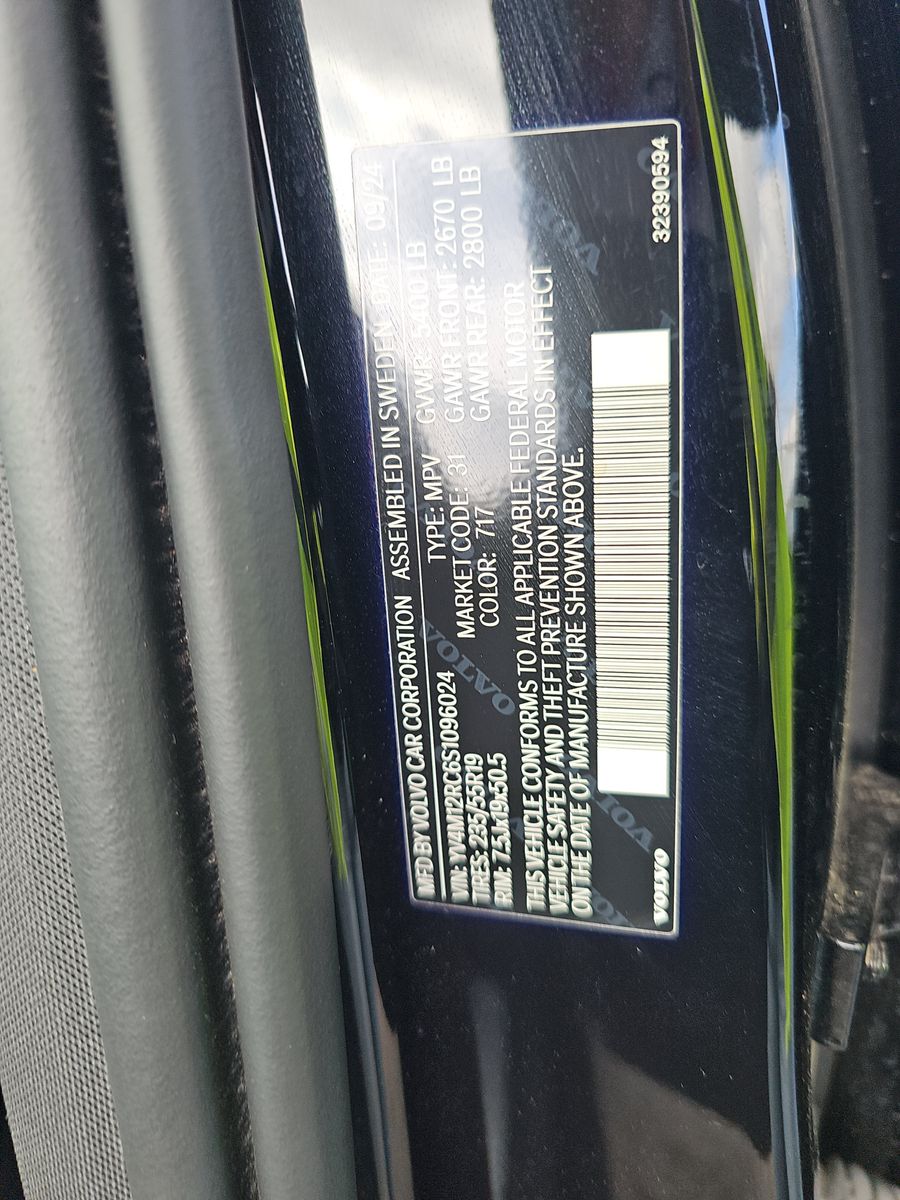 MFD BY VOLVO CAR CORPORATION ASSEMBLED IN SWEDEN DATE: 09/24
VIN: YV4M12RC6S1096024 TYPE: MPV GVWR: 5400 LB
TIRES: 235/55R19 MARKET CODE: 31 GAWR FRONT: 2670 LB
RIM: 7.5Jx19x50.5 COLOR: 717 GAWR REAR: 2800 LB
THIS VEHICLE CONFORMS TO ALL APPLICABLE FEDERAL MOTOR
VEHICLE SAFETY AND THEFT PREVENTION STANDARDS IN EFFECT
ON THE DATE OF MANUFACTURE SHOWN ABOVE.
VOLVO 32390594